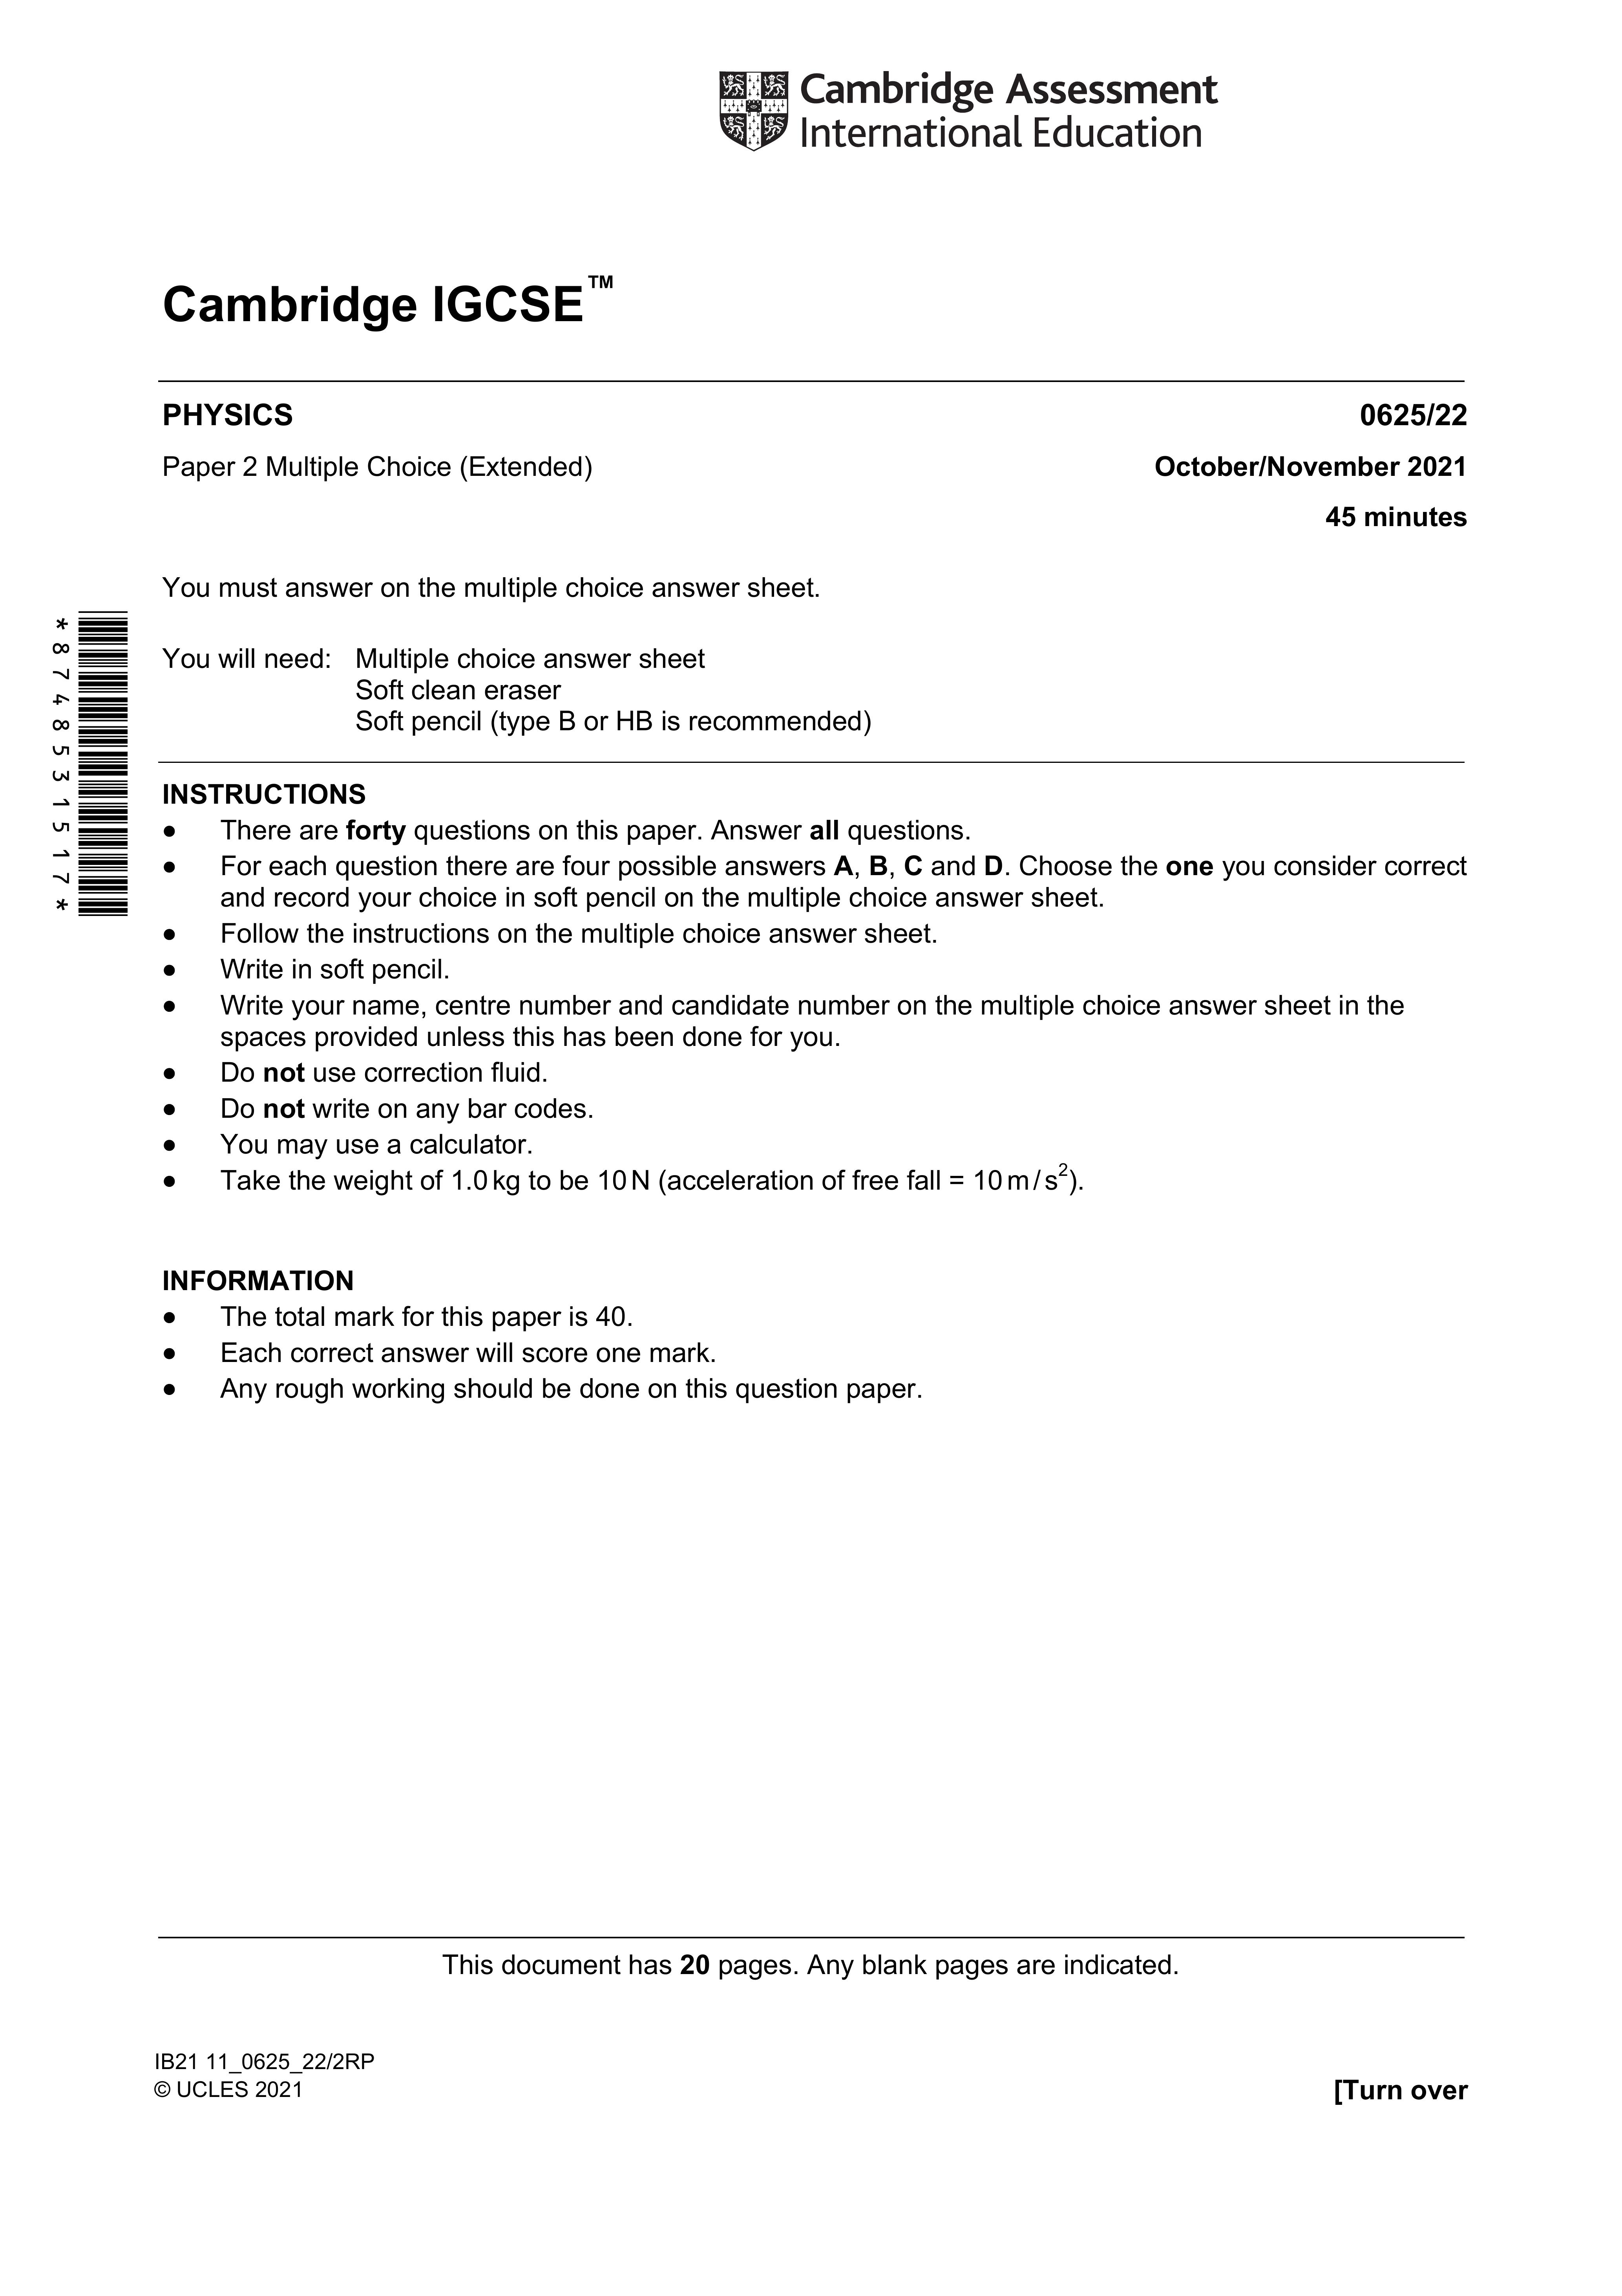 Cambridge Assessment
International Education
Cambridge IGCSE™
PHYSICS 0625/22
Paper 2 Multiple Choice (Extended) October/November 2021
45 minutes
You must answer on the multiple choice answer sheet.
You will need: Multiple choice answer sheet
Soft clean eraser
Soft pencil (type B or HB is recommended)
*8748531517*
INSTRUCTIONS
● There are forty questions on this paper. Answer all questions.
● For each question there are four possible answers A, B, C and D. Choose the one you consider correct
and record your choice in soft pencil on the multiple choice answer sheet.
● Follow the instructions on the multiple choice answer sheet.
● Write in soft pencil.
● Write your name, centre number and candidate number on the multiple choice answer sheet in the
spaces provided unless this has been done for you.
● Do not use correction fluid.
● Do not write on any bar codes.
● You may use a calculator.
● Take the weight of 1.0 kg to be 10 N (acceleration of free fall = 10 m / s²).
INFORMATION
● The total mark for this paper is 40.
● Each correct answer will score one mark.
● Any rough working should be done on this question paper.
This document has 20 pages. Any blank pages are indicated.
IB21 11_0625_22/2RP
© UCLES 2021
[Turn over